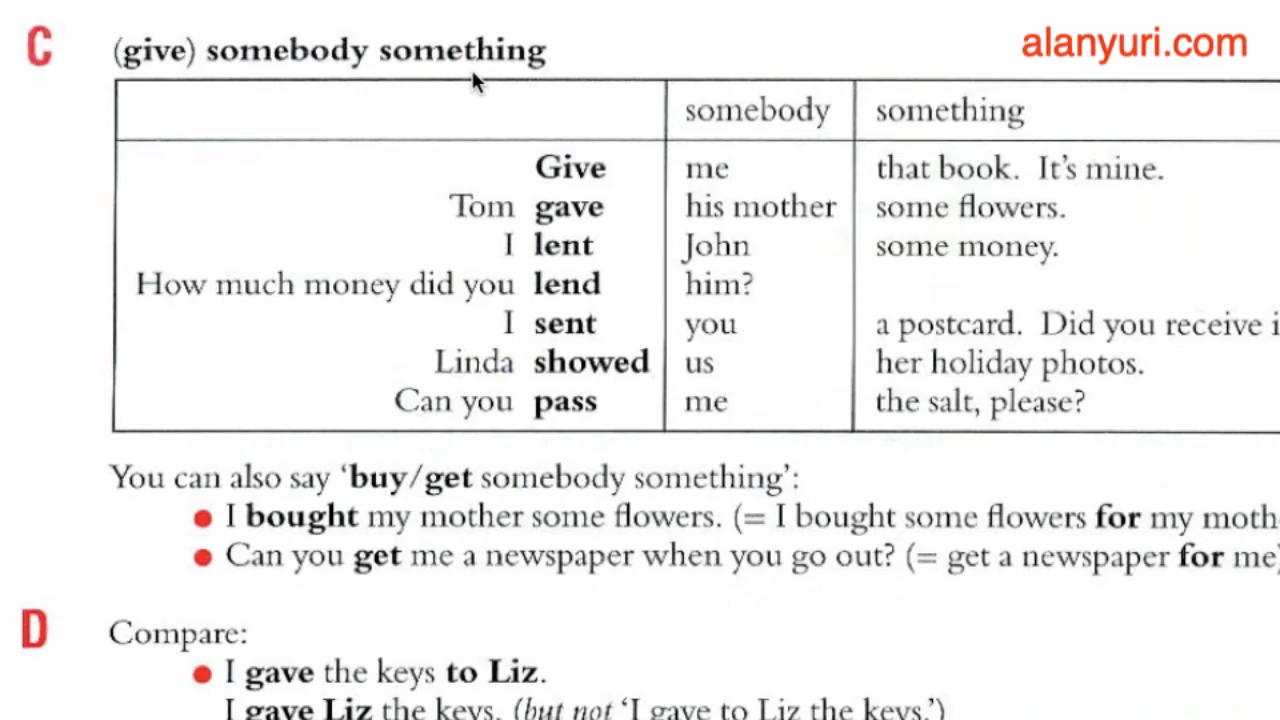 C
(give) somebody something
alanyuri.com
somebody something
Give me that book. It's mine.
Tom gave his mother some flowers.
I lent John some money.
How much money did you lend him?
I sent you a postcard. Did you receive i
Linda showed us her holiday photos.
Can you pass me the salt, please?
You can also say ‘buy/get somebody something’:
● I bought my mother some flowers. (= I bought some flowers for my moth
● Can you get me a newspaper when you go out? (= get a newspaper for me)
D
Compare:
● I gave the keys to Liz.
I gave Liz the keys. (but not ‘I gave to Liz the keys.’)